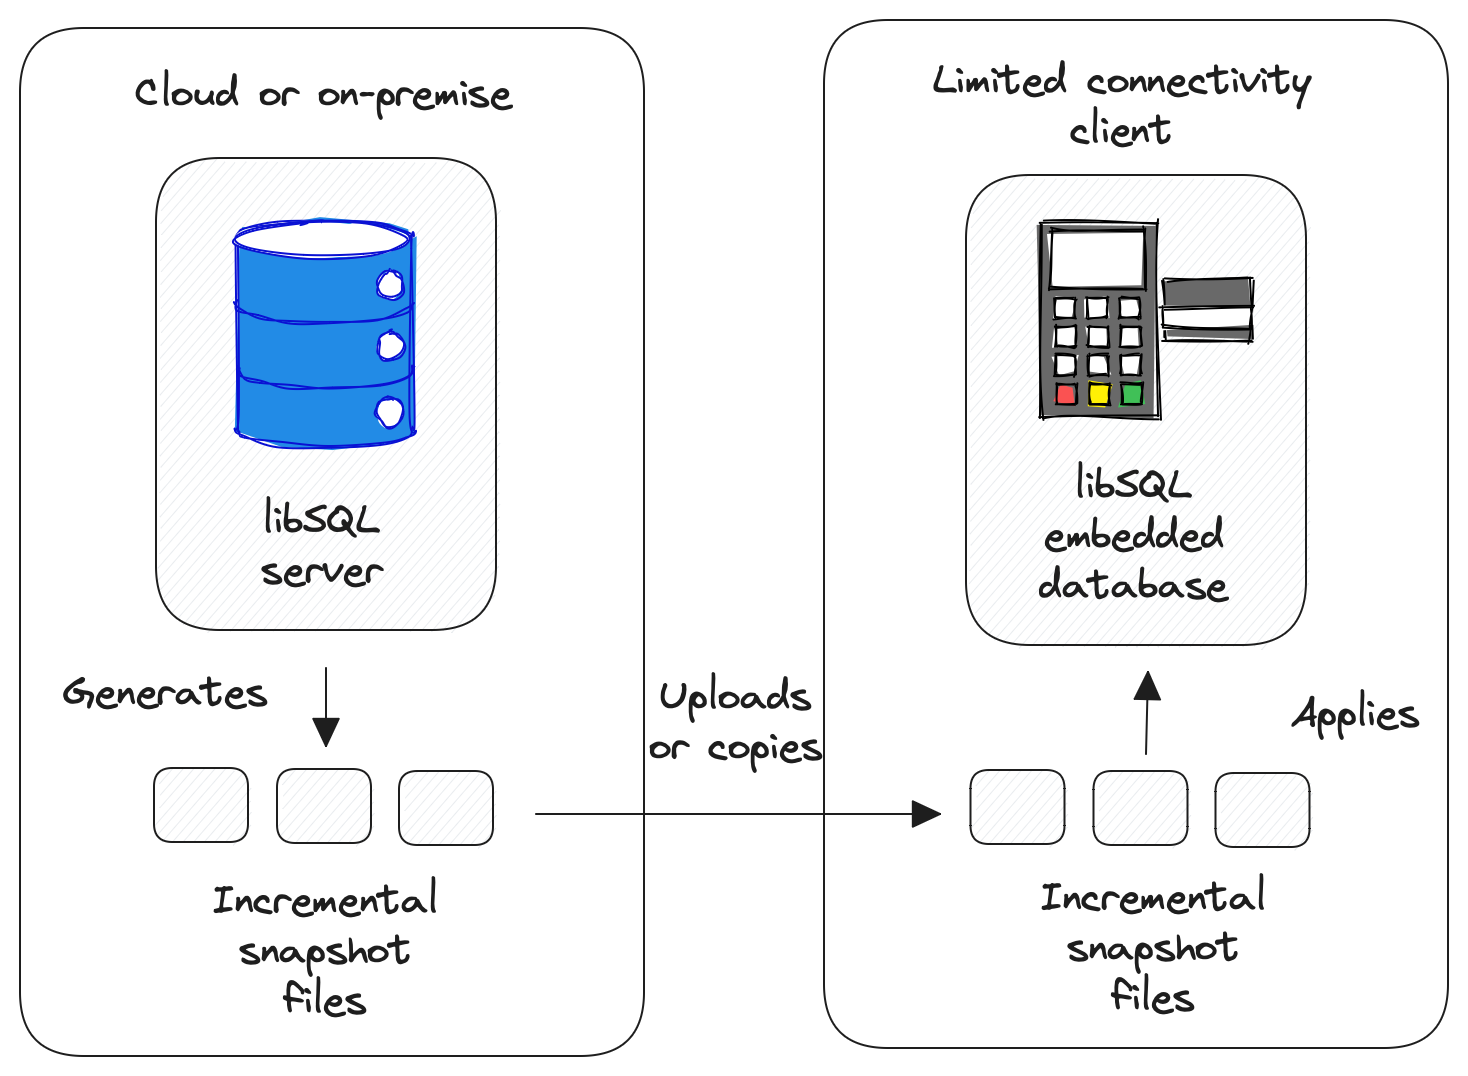 Cloud or on-premise
libSQL
server
Generates
Incremental
snapshot
files
Uploads
or copies
Limited connectivity
client
libSQL
embedded
database
Applies
Incremental
snapshot
files